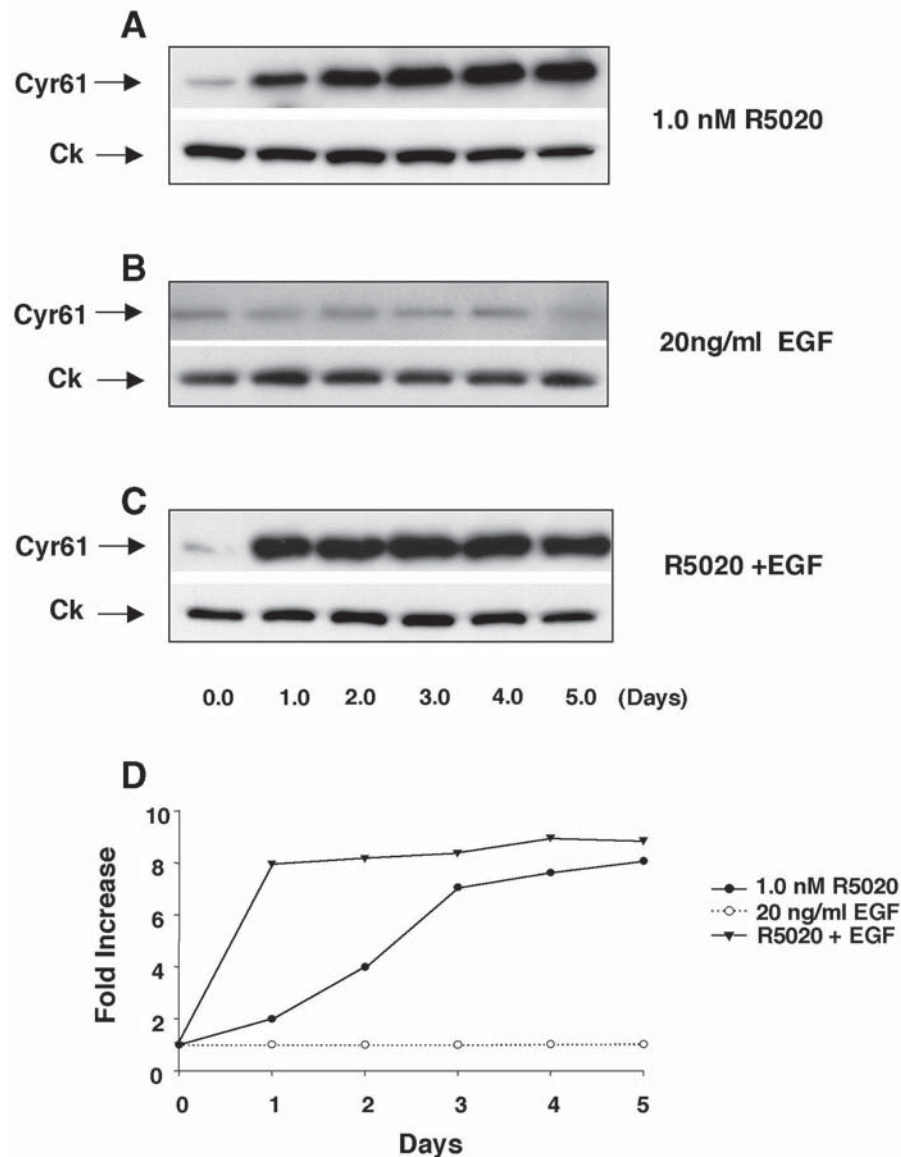 A
Cyr61
1.0 nM R5020
Ck
B
Cyr61
20ng/ml EGF
Ck
C
Cyr61
R5020 +EGF
Ck
0.0 1.0 2.0 3.0 4.0 5.0 (Days)
D
10
8
6
4
2
0
Fold Increase
0 1 2 3 4 5
Days
1.0 nM R5020
20 ng/ml EGF
R5020 + EGF